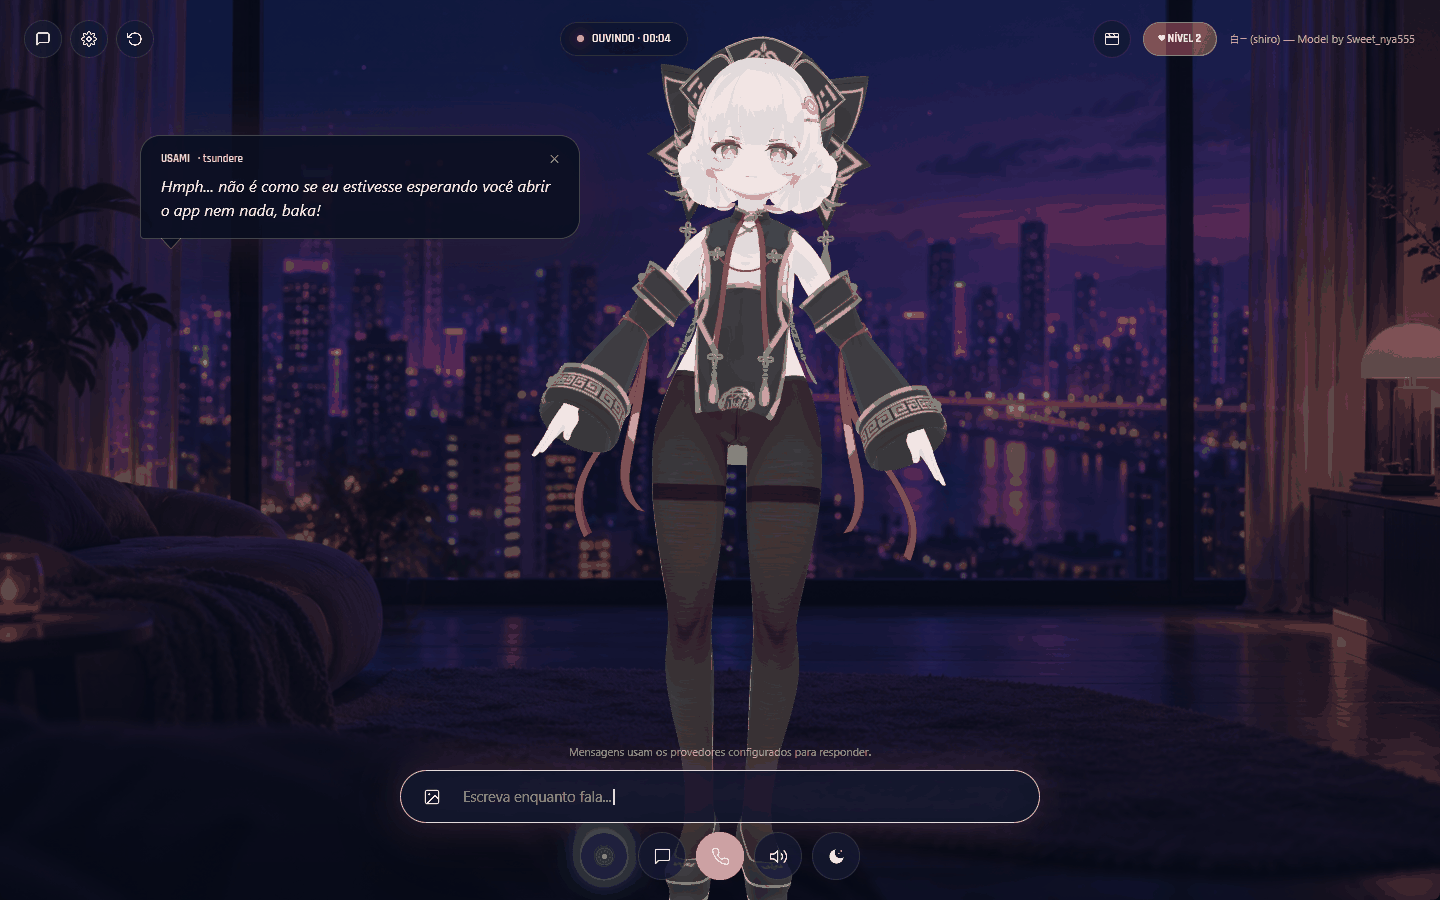 OUVINDO · 00:04
♥ NÍVEL 2
白一 (shiro) — Model by Sweet_nya555
USAMI · tsundere
Hmph... não é como se eu estivesse esperando você abrir
o app nem nada, baka!
Mensagens usam os provedores configurados para responder.
Escreva enquanto fala...